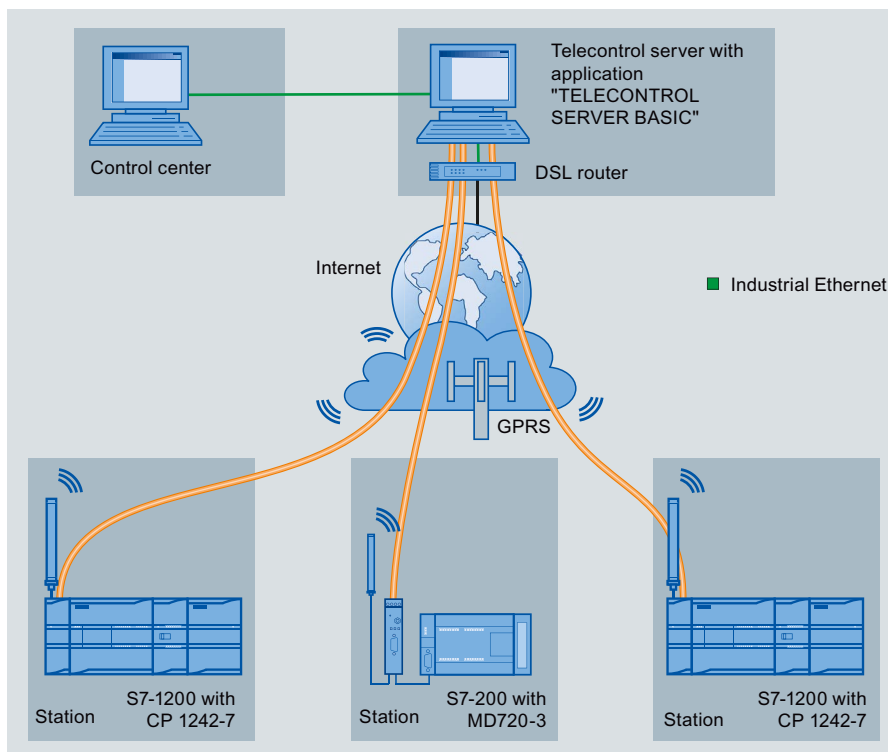 Telecontrol server with
application
"TELECONTROL
SERVER BASIC"
Control center
DSL router
Internet
Industrial Ethernet
GPRS
Station
S7-1200 with
CP 1242-7
Station
S7-200 with
MD720-3
Station
S7-1200 with
CP 1242-7